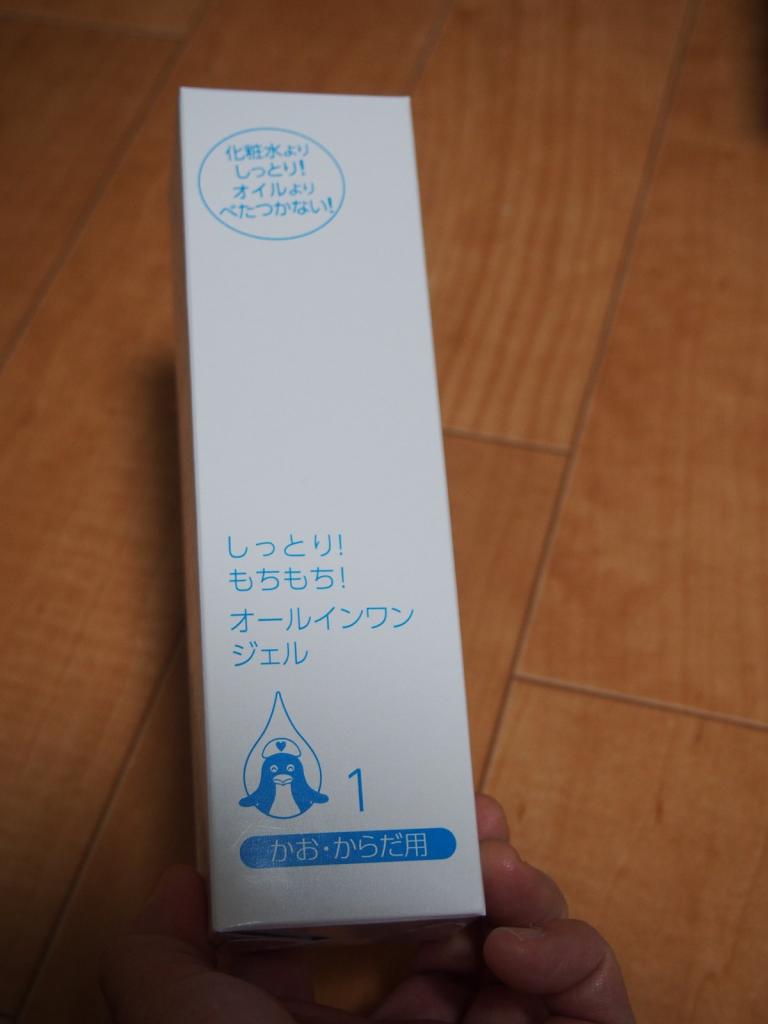 化粧水より
しっとり!
オイルより
べたつかない!
しっとり!
もちもち!
オールインワン
ジェル
1
かお・からだ用